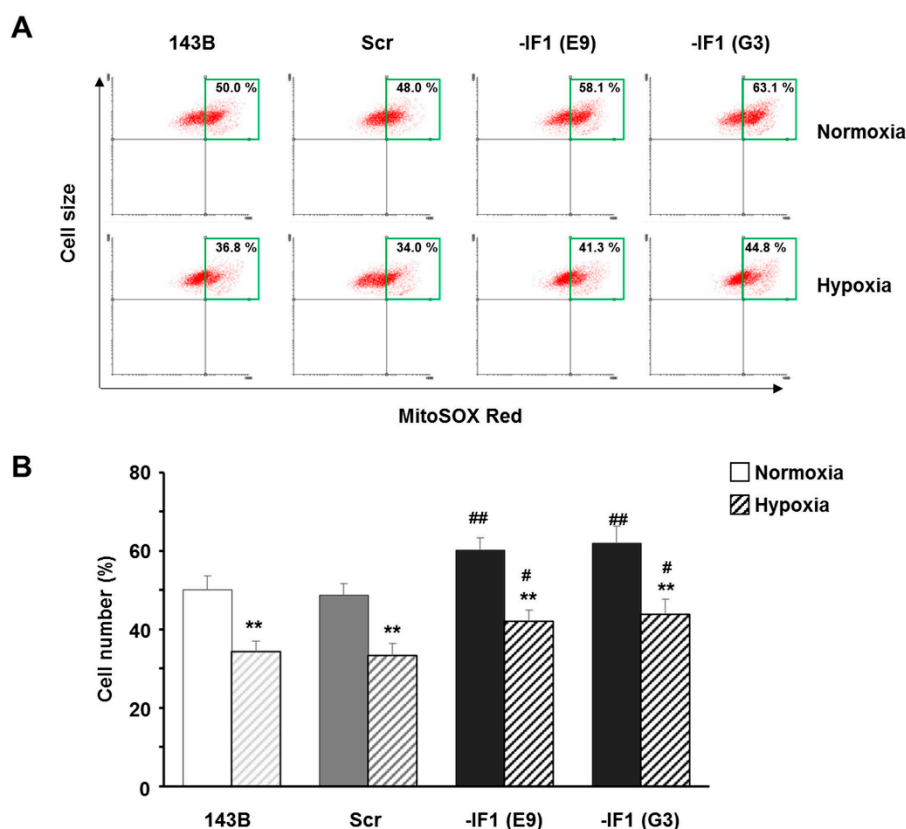 A
143B Scr -IF1 (E9) -IF1 (G3)
50.0 % 48.0 % 58.1 % 63.1 %
Normoxia
Cell size
36.8 % 34.0 % 41.3 % 44.8 %
Hypoxia
MitoSOX Red
B
Normoxia
Hypoxia
Cell number (%)
80
60
40
20
0
** ** ## # ** ## # **
143B Scr -IF1 (E9) -IF1 (G3)